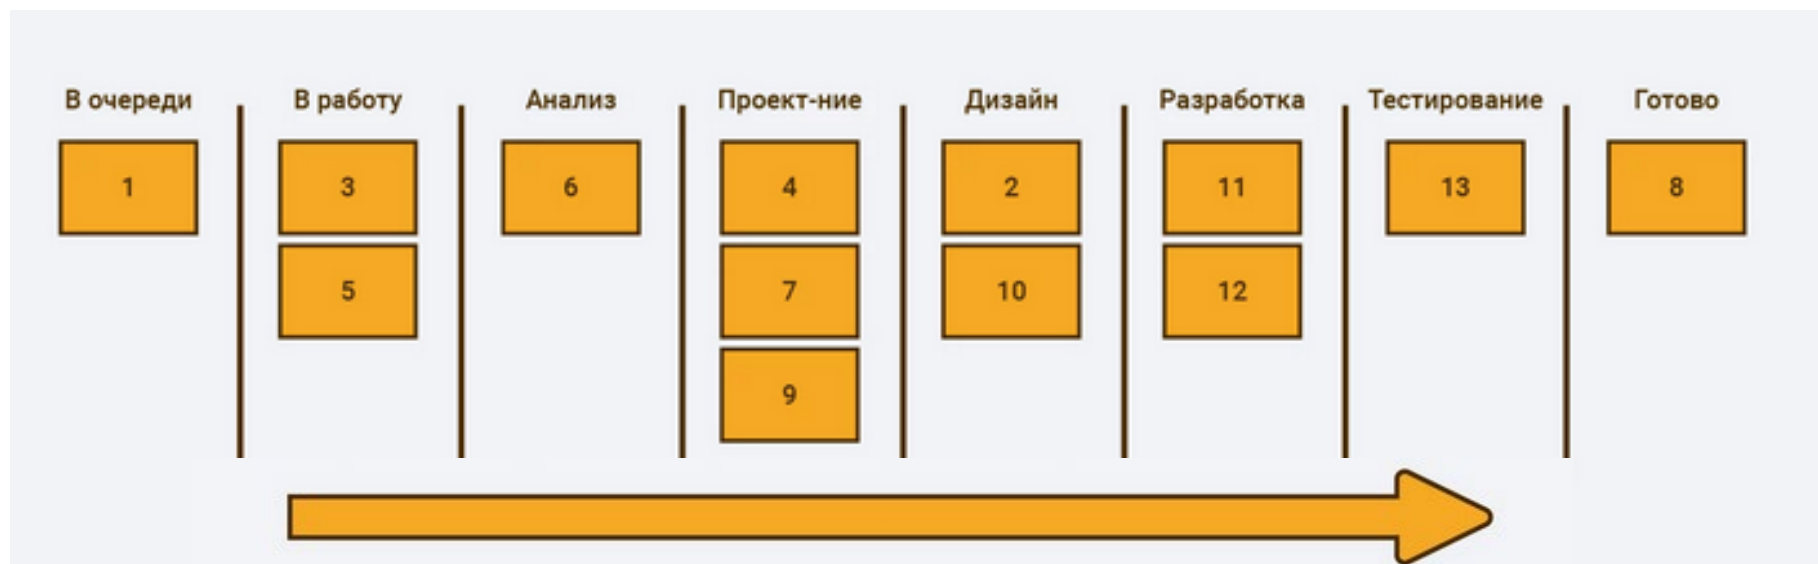 В очереди
В работу
Анализ
Проект-ние
Дизайн
Разработка
Тестирование
Готово
1
3
6
4
2
11
13
8
5
7
10
12
9